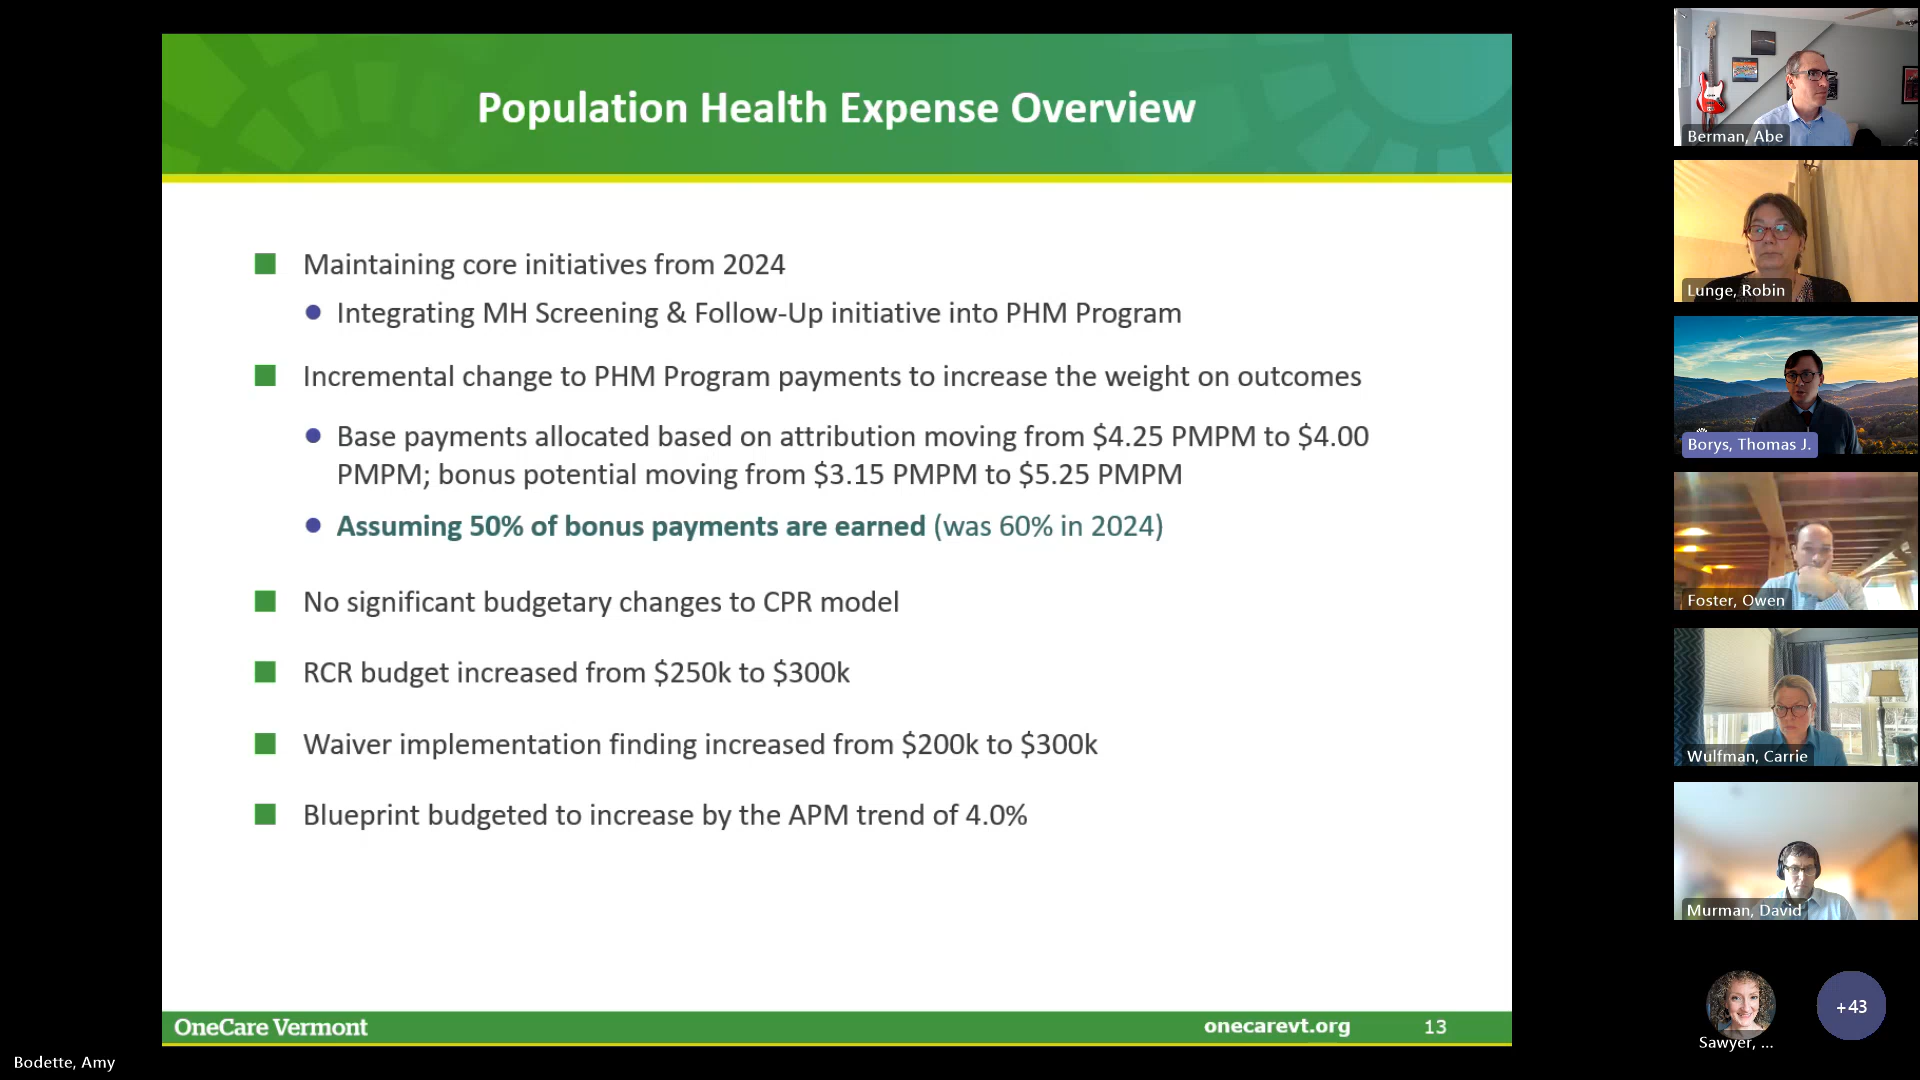 Population Health Expense Overview
Maintaining core initiatives from 2024
Integrating MH Screening & Follow-Up initiative into PHM Program
Incremental change to PHM Program payments to increase the weight on outcomes
Base payments allocated based on attribution moving from $4.25 PMPM to $4.00
PMPM; bonus potential moving from $3.15 PMPM to $5.25 PMPM
Assuming 50% of bonus payments are earned (was 60% in 2024)
No significant budgetary changes to CPR model
RCR budget increased from $250k to $300k
Waiver implementation finding increased from $200k to $300k
Blueprint budgeted to increase by the APM trend of 4.0%
OneCare Vermont
onecarevt.org
13
Bodette, Amy
Berman, Abe
Lunge, Robin
Borys, Thomas J.
Foster, Owen
Wulfman, Carrie
Murman, David
Sawyer, ...
+43